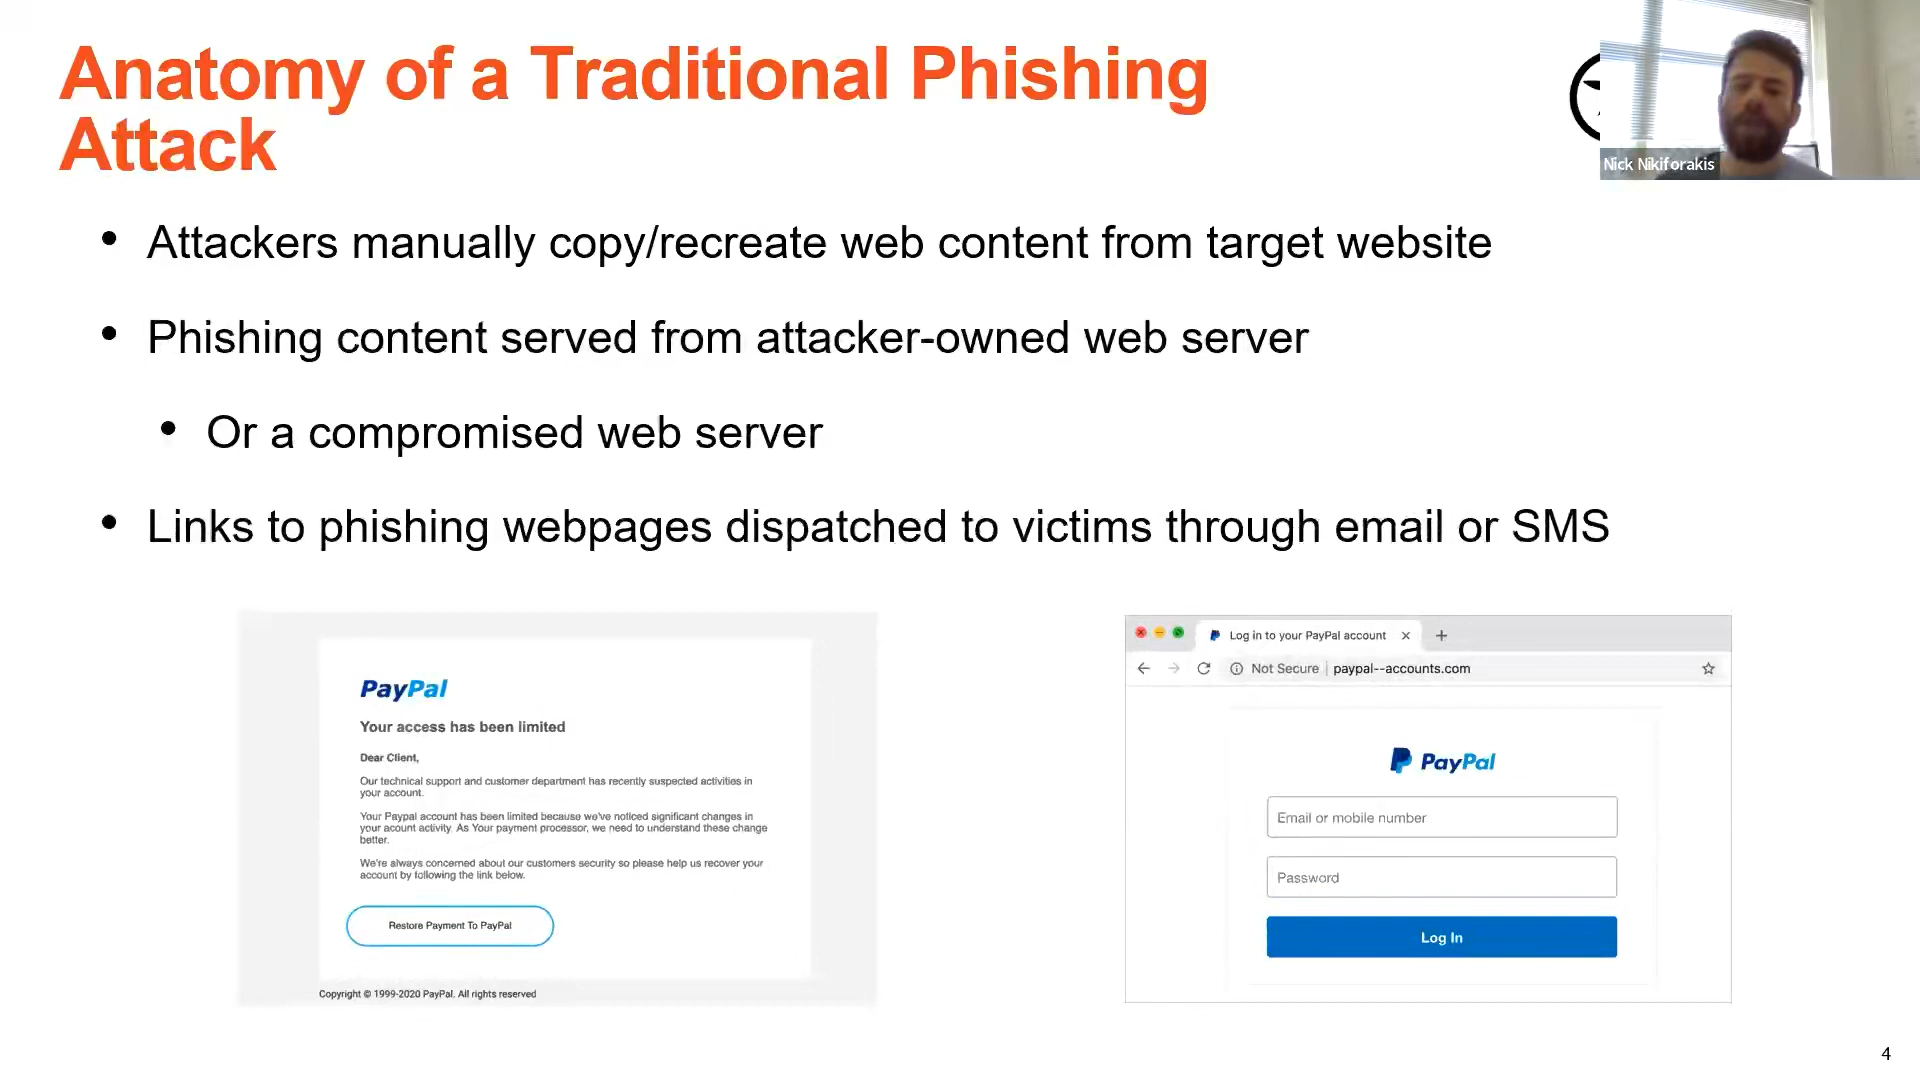 Anatomy of a Traditional Phishing
Attack
Nick Nikiforakis
• Attackers manually copy/recreate web content from target website
• Phishing content served from attacker-owned web server
• Or a compromised web server
• Links to phishing webpages dispatched to victims through email or SMS
PayPal
Your access has been limited
Dear Client,
Our technical support and customer department has recently suspected activities in
your account.
Your Paypal account has been limited because we've noticed significant changes in
your acount activity. As Your payment processor, we need to understand these change
better.
We're always concerned about our customers security so please help us recover your
account by following the link below.
Restore Payment To PayPal
Copyright © 1999-2020 PayPal. All rights reserved
Log in to your PayPal account
Not Secure | paypal--accounts.com
PayPal
Email or mobile number
Password
Log In
4